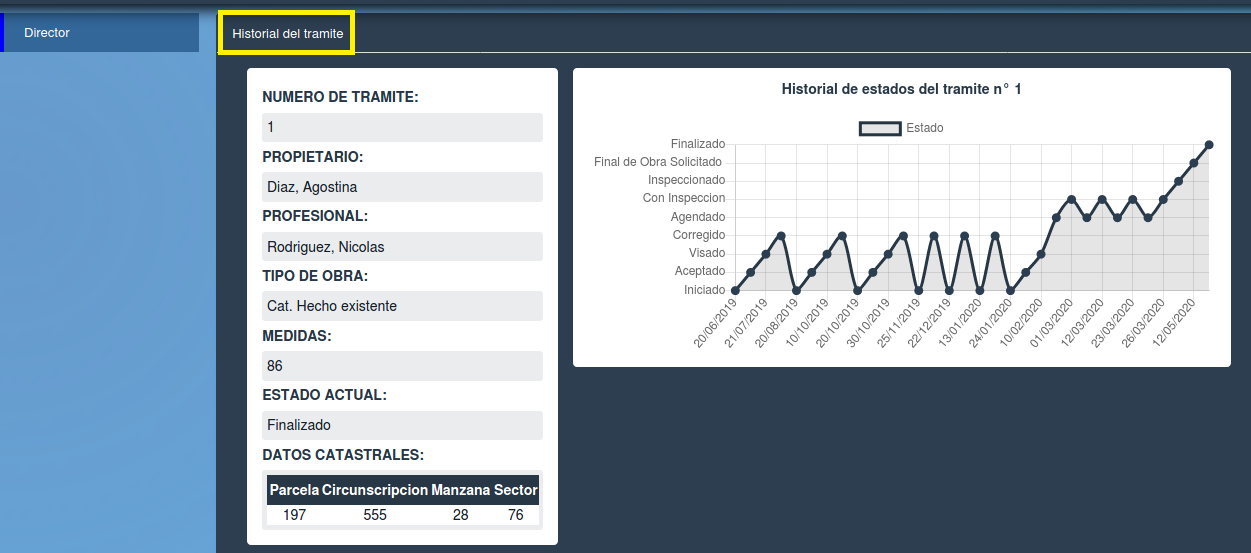 Director
Historial del tramite
NUMERO DE TRAMITE:
1
PROPIETARIO:
Diaz, Agostina
PROFESIONAL:
Rodriguez, Nicolas
TIPO DE OBRA:
Cat. Hecho existente
MEDIDAS:
86
ESTADO ACTUAL:
Finalizado
DATOS CATASTRALES:
Parcela Circunscripcion Manzana Sector
197 555 28 76
Historial de estados del tramite n° 1
Estado
Finalizado
Final de Obra Solicitado
Inspeccionado
Con Inspeccion
Agendado
Corregido
Visado
Aceptado
Iniciado
20/06/2019
21/07/2019
20/08/2019
10/10/2019
20/10/2019
30/10/2019
25/11/2019
22/12/2019
13/01/2020
24/01/2020
10/02/2020
01/03/2020
12/03/2020
23/03/2020
26/03/2020
12/05/2020